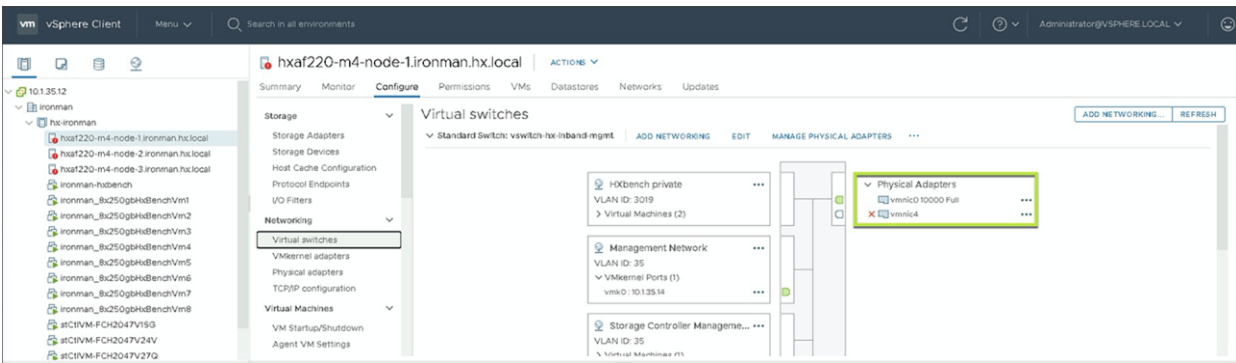 vm vSphere Client Menu Search in all environments Administrator@VSPHERE.LOCAL
10.1.35.12
ironman
hx-ironman
hxaf220-m4-node-1.ironman.hx.local
hxaf220-m4-node-2.ironman.hx.local
hxaf220-m4-node-3.ironman.hx.local
ironman-hxbench
ironman_8x250gbHxBenchVm1
ironman_8x250gbHxBenchVm2
ironman_8x250gbHxBenchVm3
ironman_8x250gbHxBenchVm4
ironman_8x250gbHxBenchVm5
ironman_8x250gbHxBenchVm6
ironman_8x250gbHxBenchVm7
ironman_8x250gbHxBenchVm8
stCtlVM-FCH2047V1SG
stCtlVM-FCH2047V24V
stCtlVM-FCH2047V27Q
hxaf220-m4-node-1.ironman.hx.local ACTIONS
Summary Monitor Configure Permissions VMs Datastores Networks Updates
Storage
Storage Adapters
Storage Devices
Host Cache Configuration
Protocol Endpoints
I/O Filters
Networking
Virtual switches
VMkernel adapters
Physical adapters
TCP/IP configuration
Virtual Machines
VM Startup/Shutdown
Agent VM Settings
Virtual switches
ADD NETWORKING... REFRESH
Standard Switch: vswitch-hx-inband-mgmt ADD NETWORKING EDIT MANAGE PHYSICAL ADAPTERS ...
HXbench private ...
VLAN ID: 3019
Virtual Machines (2)
Management Network ...
VLAN ID: 35
VMkernel Ports (1)
vmk0 : 10.1.35.14 ...
Storage Controller Manageme... ...
VLAN ID: 35
Virtual Machines (1)
Physical Adapters
vmnic0 10000 Full ...
vmnic4 ...